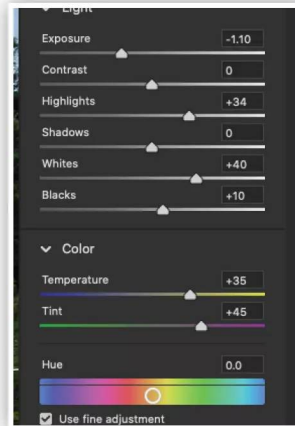 Light
Exposure -1.10
Contrast 0
Highlights +34
Shadows 0
Whites +40
Blacks +10
Color
Temperature +35
Tint +45
Hue 0.0
Use fine adjustment